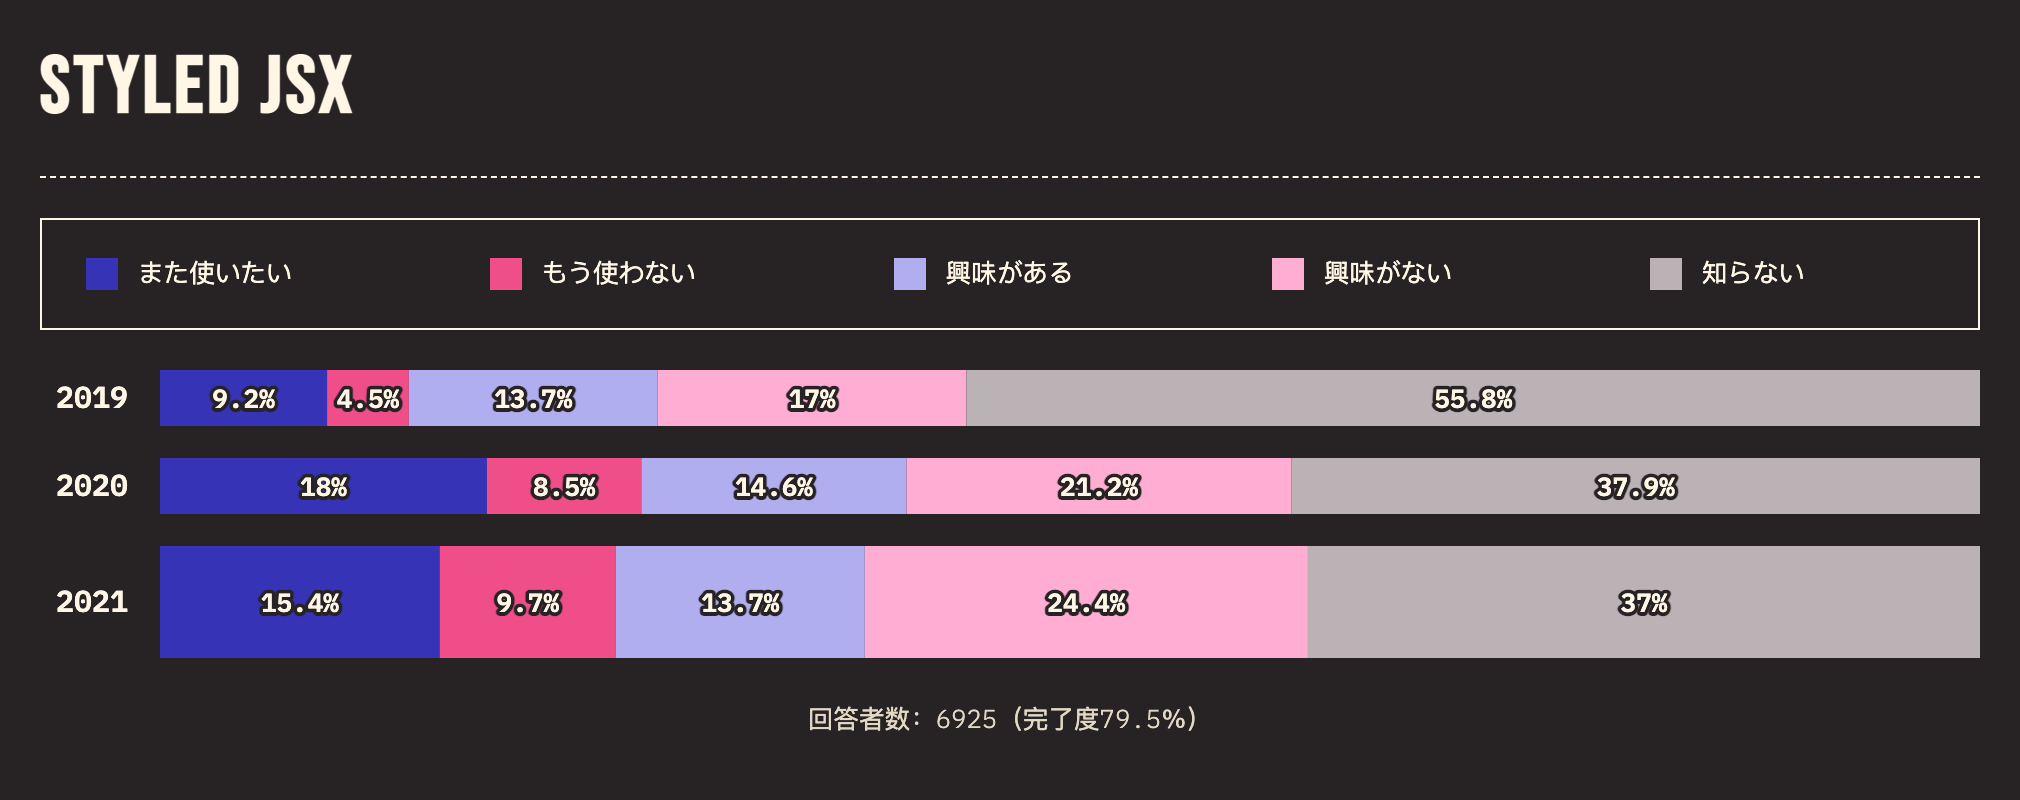 STYLED JSX
また使いたい もう使わない 興味がある 興味がない 知らない
2019 9.2% 4.5% 13.7% 17% 55.8%
2020 18% 8.5% 14.6% 21.2% 37.9%
2021 15.4% 9.7% 13.7% 24.4% 37%
回答者数: 6925 (完了度79.5%)